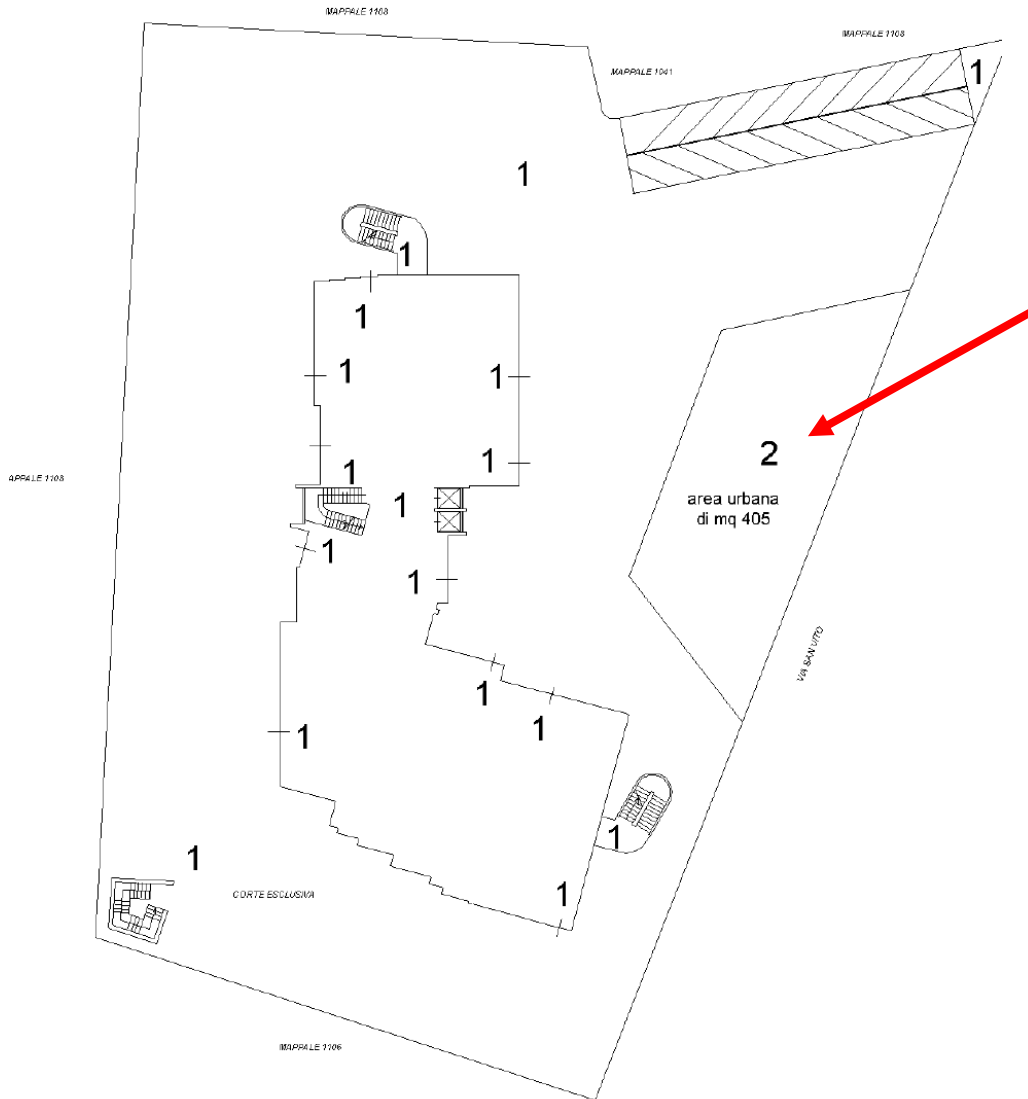 MAPPALE 1168
MAPPALE 1108
MAPPALE 1041
1
1
1
1
1
1
1
1
1
APPALE 1108
2
area urbana
di mq 405
1
1
VIA SAN VITO
1
1
1
1
1
1
CORTE ESCLUSIVA
MAPPALE 1106